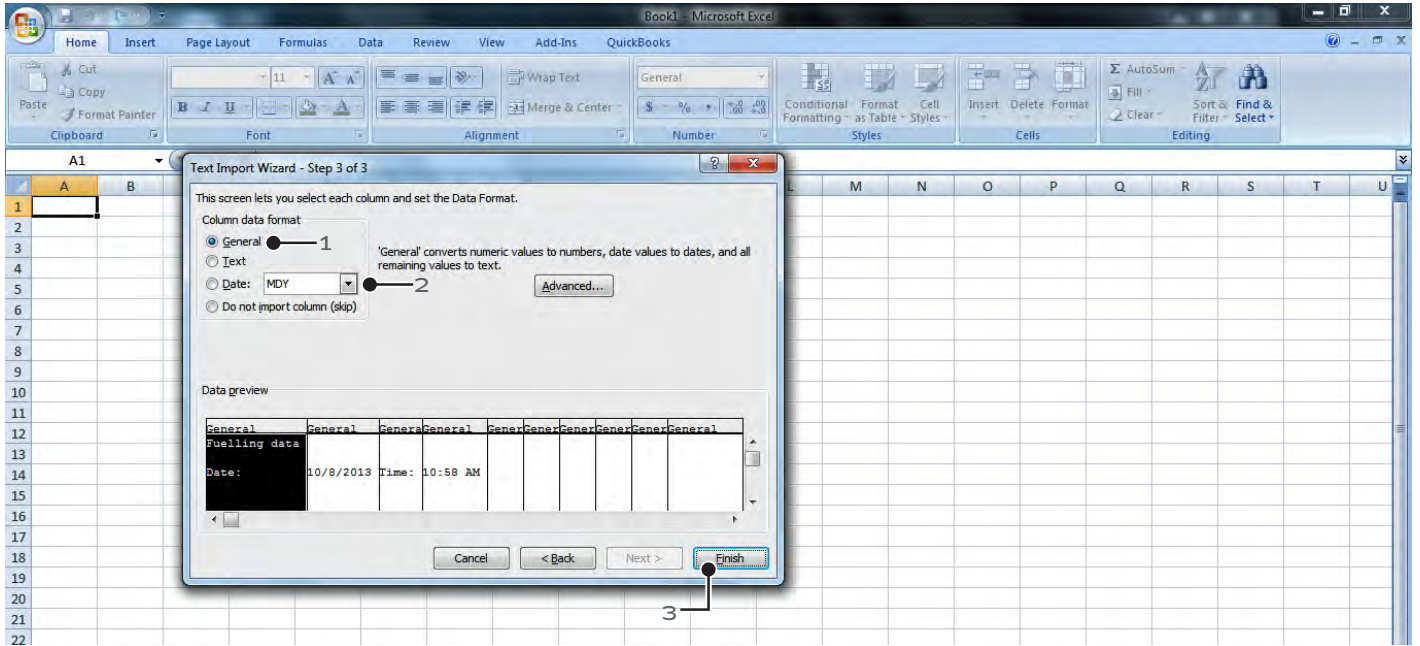 Book1 - Microsoft Excel
Home Insert Page Layout Formulas Data Review View Add-Ins QuickBooks
Cut
Copy
Format Painter
Paste
Clipboard
11
B I U
Font
Wrap Text
Merge & Center
Alignment
General
$ % ,
Number
Conditional Formatting
Format as Table
Cell Styles
Styles
Insert Delete Format
Cells
Σ AutoSum
Fill
Clear
Sort & Filter
Find & Select
Editing
A1
A B L M N O P Q R S T U
1
2
3
4
5
6
7
8
9
10
11
12
13
14
15
16
17
18
19
20
21
22
Text Import Wizard - Step 3 of 3
This screen lets you select each column and set the Data Format.
Column data format
General
1
Text
Date: MDY
2
Do not import column (skip)
'General' converts numeric values to numbers, date values to dates, and all
remaining values to text.
Advanced...
Data preview
General General GeneraGeneral GenerGenerGenerGenerGenerGeneral
Fuelling data
Date: 10/8/2013 Time: 10:58 AM
Cancel < Back Next > Finish
3